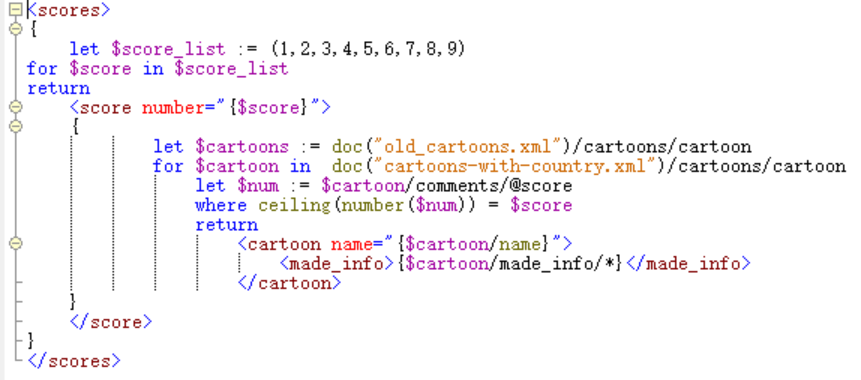 <scores>
{
let $score_list := (1,2,3,4,5,6,7,8,9)
for $score in $score_list
return
<score number="{$score}">
{
let $cartoons := doc("old_cartoons.xml")/cartoons/cartoon
for $cartoon in  doc("cartoons-with-country.xml")/cartoons/cartoon
let $num := $cartoon/comments/@score
where ceiling(number($num)) = $score
return
<cartoon name="{$cartoon/name}">
<made_info>{$cartoon/made_info/*}</made_info>
</cartoon>
}
</score>
}
</scores>